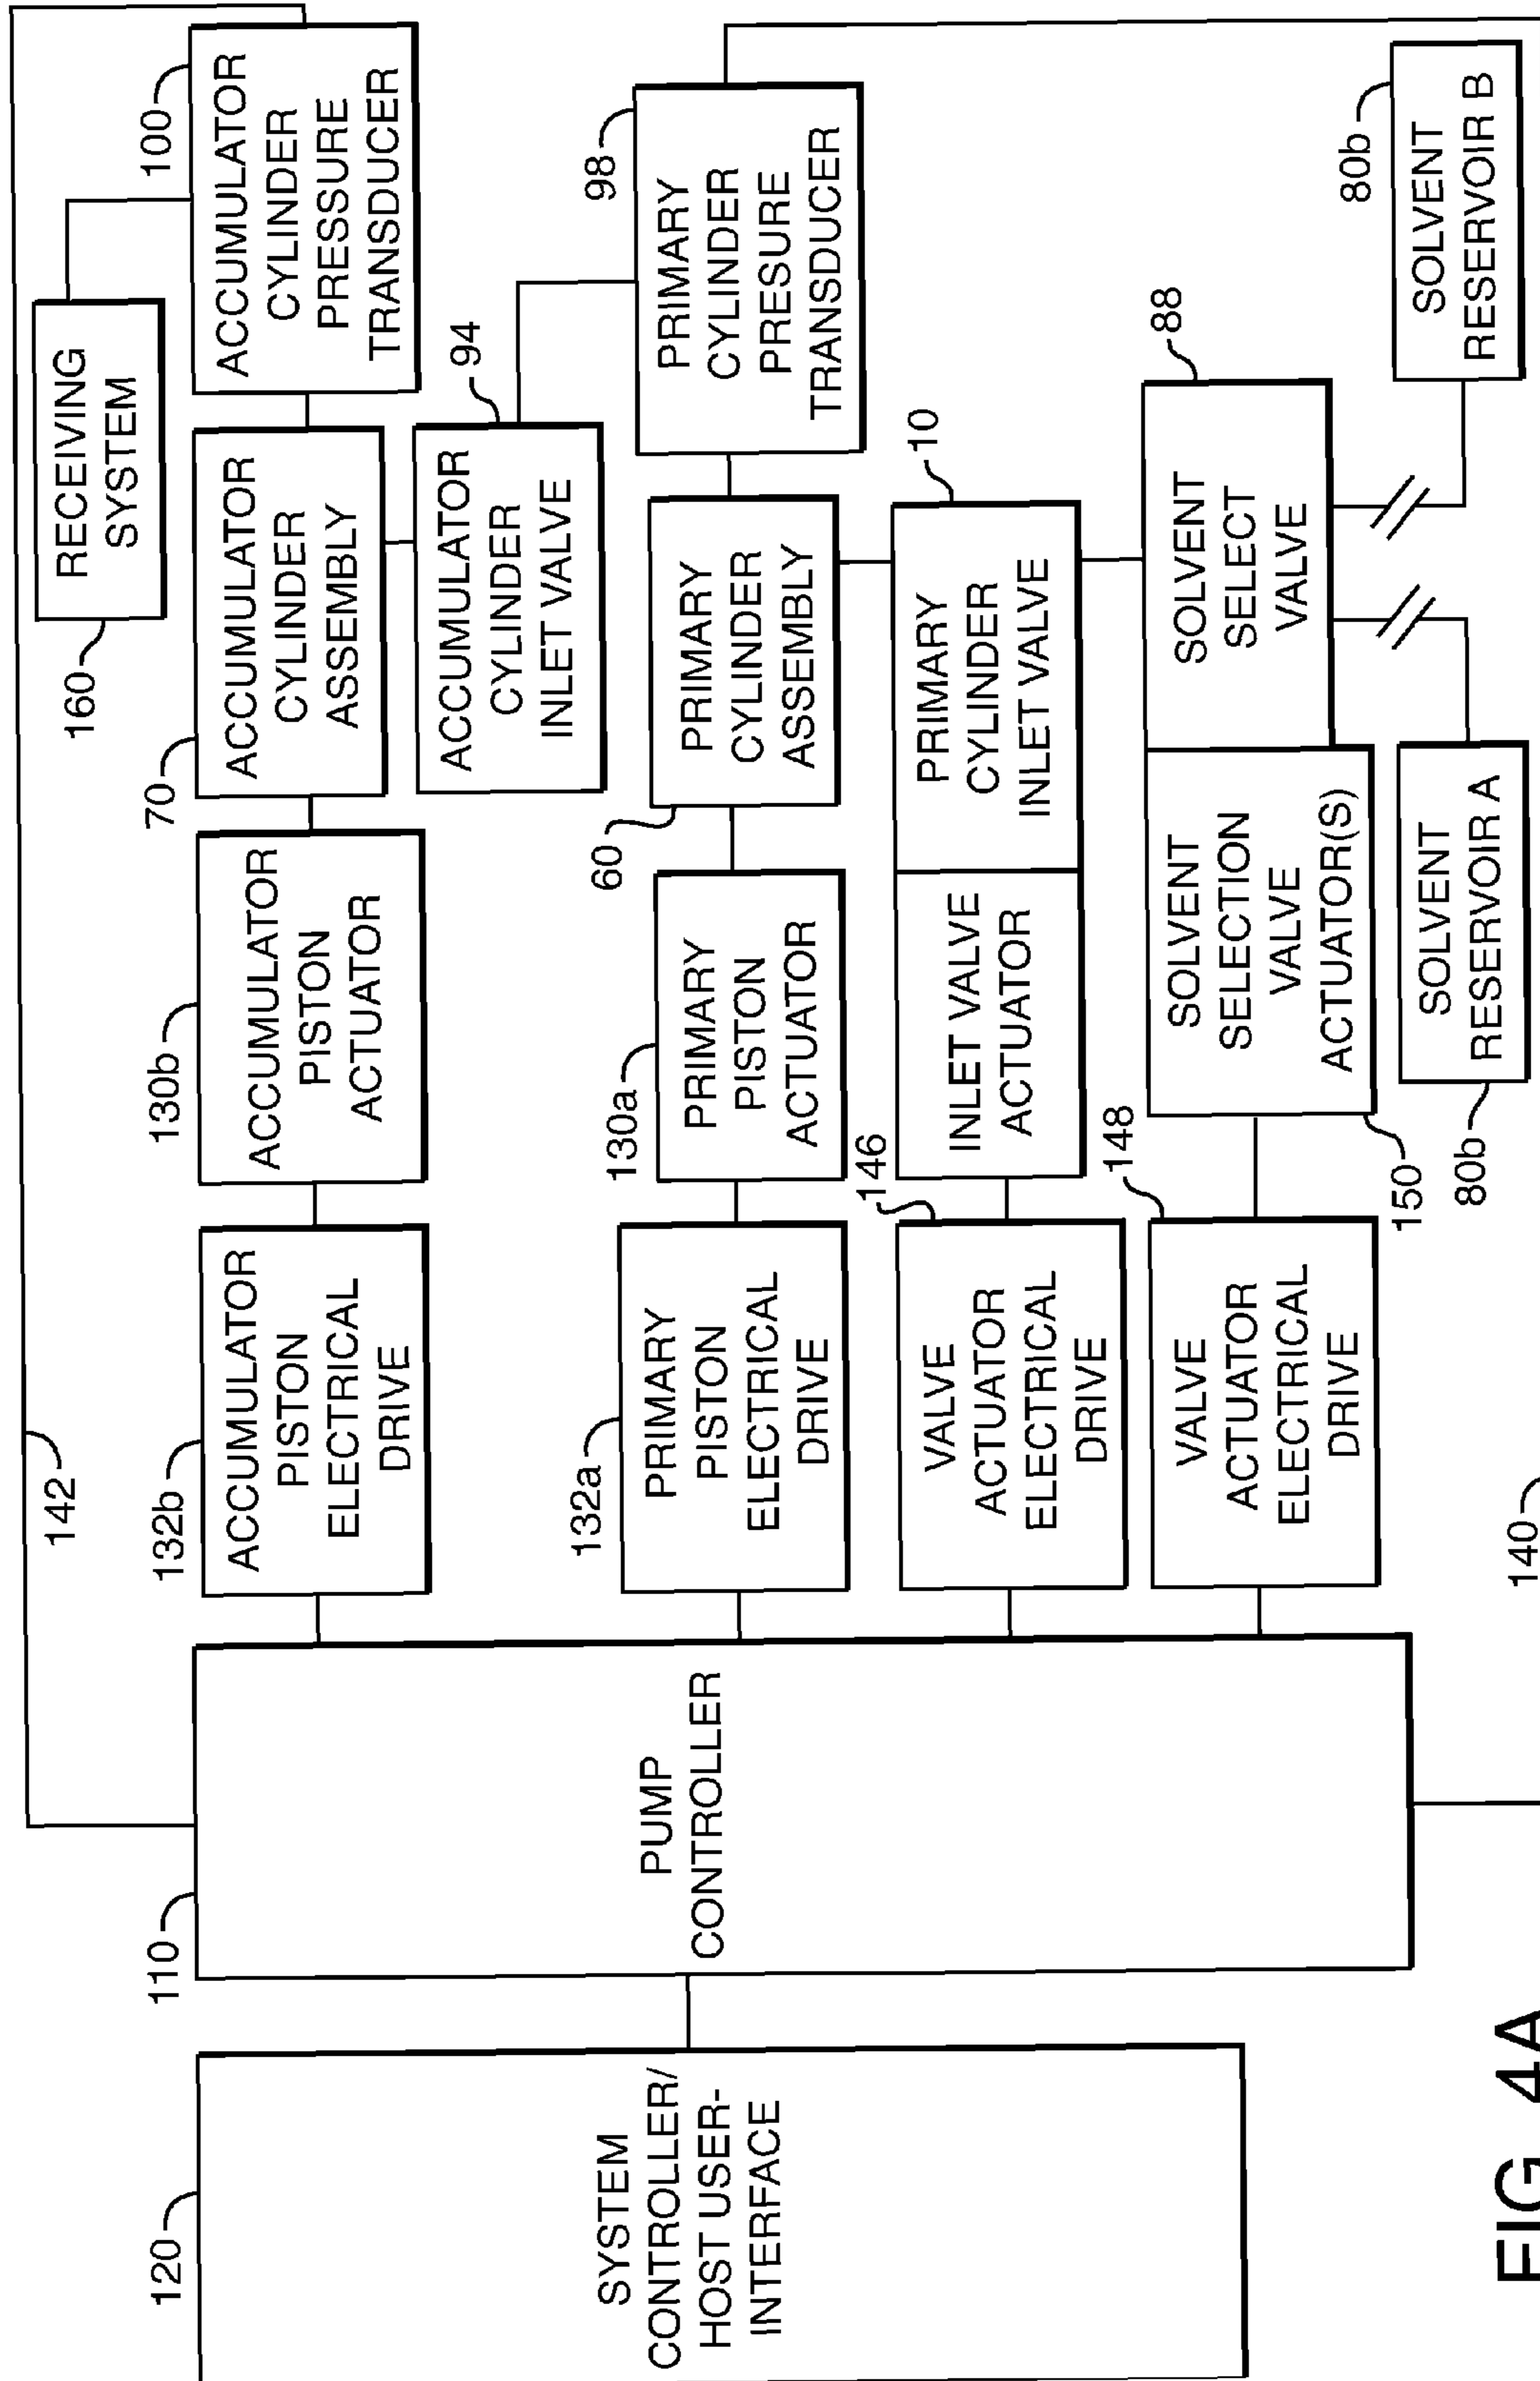 120
SYSTEM
CONTROLLER/
HOST USER-
INTERFACE
110
PUMP
CONTROLLER
142
132b
ACCUMULATOR
PISTON
ELECTRICAL
DRIVE
130b
ACCUMULATOR
PISTON
ACTUATOR
70
ACCUMULATOR
CYLINDER
ASSEMBLY
160
RECEIVING
SYSTEM
100
ACCUMULATOR
CYLINDER
PRESSURE
TRANSDUCER
94
ACCUMULATOR
CYLINDER
INLET VALVE
132a
PRIMARY
PISTON
ELECTRICAL
DRIVE
130a
PRIMARY
PISTON
ACTUATOR
60
PRIMARY
CYLINDER
ASSEMBLY
98
PRIMARY
CYLINDER
PRESURE
TRANSDUCER
146
VALVE
ACTUATOR
ELECTRICAL
DRIVE
INLET VALVE
ACTUATOR
10
PRIMARY
CYLINDER
INLET VALVE
148
VALVE
ACTUATOR
ELECTRICAL
DRIVE
150
SOLVENT
SELECTION
VALVE
ACTUATOR(S)
88
SOLVENT
SELECT
VALVE
80b
SOLVENT
RESERVOIR A
80b
SOLVENT
RESERVOIR B
140
FIG. 4A